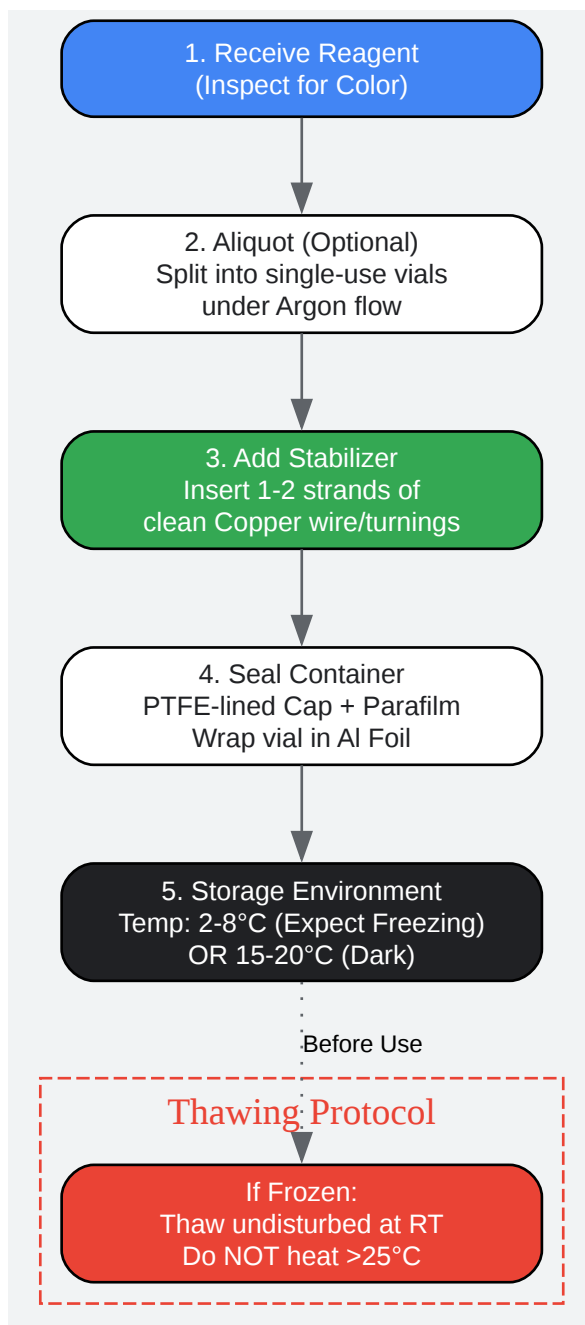 1. Receive Reagent
(Inspect for Color)
2. Aliquot (Optional)
Split into single-use vials
under Argon flow
3. Add Stabilizer
Insert 1-2 strands of
clean Copper wire/turnings
4. Seal Container
PTFE-lined Cap + Parafilm
Wrap vial in Al Foil
5. Storage Environment
Temp: 2-8°C (Expect Freezing)
OR 15-20°C (Dark)
Before Use
Thawing Protocol
If Frozen:
Thaw undisturbed at RT
Do NOT heat >25°C